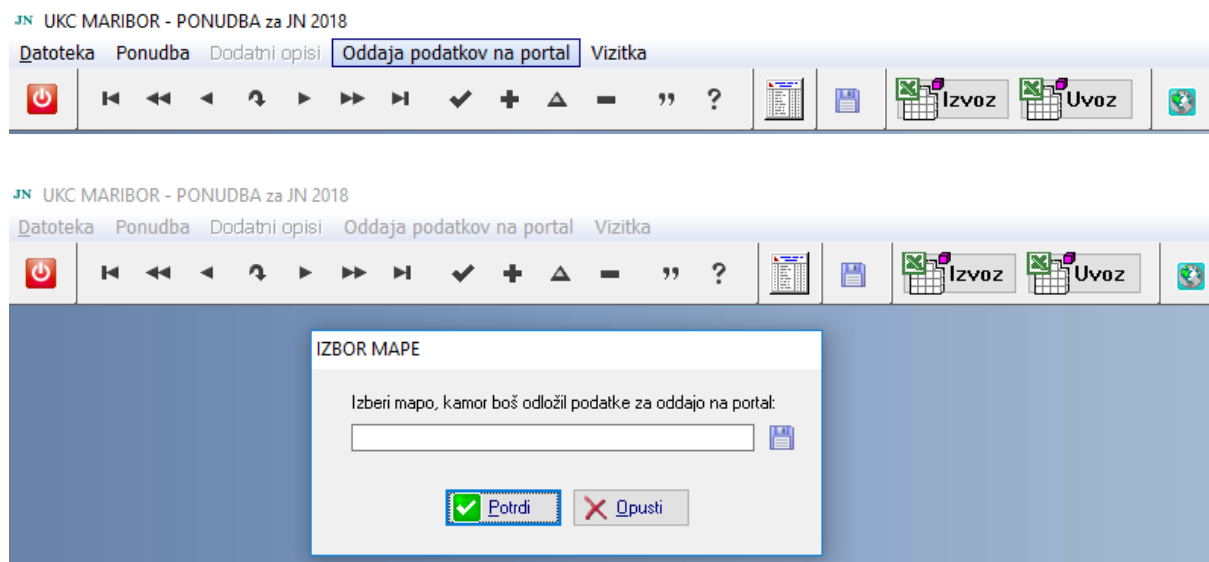 JN UKC MARIBOR - PONUDBA za JN 2018
Datoteka Ponudba Dodatni opisi Oddaja podatkov na portal Vizitka
Izvoz Uvoz
JN UKC MARIBOR - PONUDBA za JN 2018
Datoteka Ponudba Dodatni opisi Oddaja podatkov na portal Vizitka
Izvoz Uvoz
IZBOR MAPE
Izberi mapo, kamor boš odložil podatke za oddajo na portal:
Potrdi Opusti